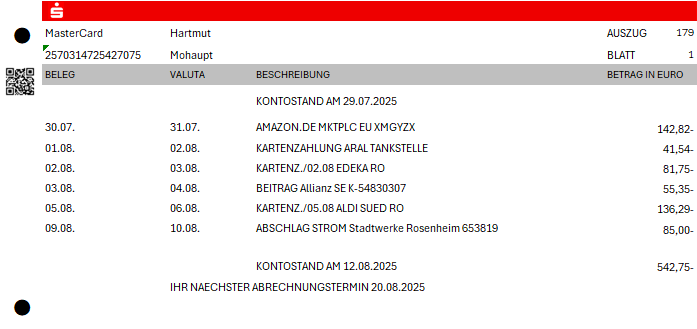 MasterCard Hartmut AUSZUG 179
2570314725427075 Mohaupt BLATT 1
BELEG VALUTA BESCHREIBUNG BETRAG IN EURO
KONTOSTAND AM 29.07.2025
30.07. 31.07. AMAZON.DE MKTPLC EU XMGYZX 142,82-
01.08. 02.08. KARTENZAHLUNG ARAL TANKSTELLE 41,54-
02.08. 03.08. KARTENZ./02.08 EDEKA RO 81,75-
03.08. 04.08. BEITRAG Allianz SE K-54830307 55,35-
05.08. 06.08. KARTENZ./05.08 ALDI SUED RO 136,29-
09.08. 10.08. ABSCHLAG STROM Stadtwerke Rosenheim 653819 85,00-
KONTOSTAND AM 12.08.2025 542,75-
IHR NAECHSTER ABRECHNUNGSTERMIN 20.08.2025